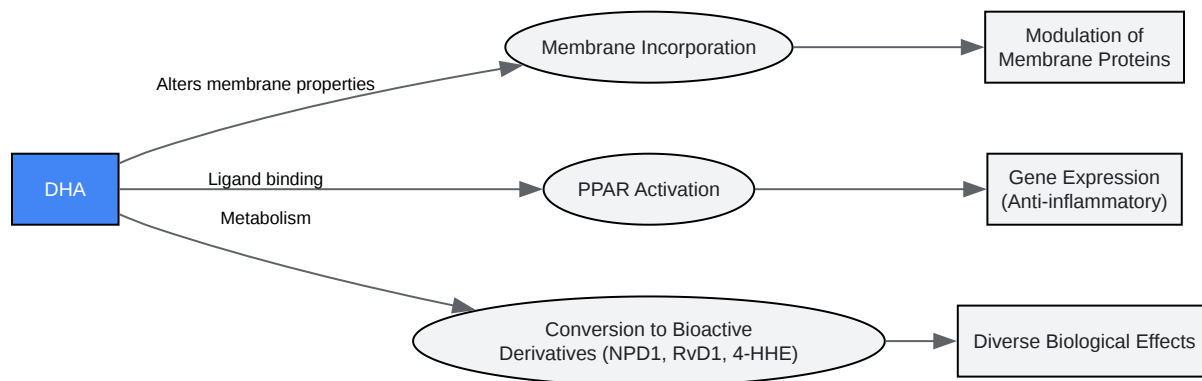 Membrane Incorporation
Modulation of
Membrane Proteins
Alters membrane properties
DHA
Ligand binding
PPAR Activation
Gene Expression
(Anti-inflammatory)
Metabolism
Conversion to Bioactive
Derivatives (NPD1, RvD1, 4-HHE)
Diverse Biological Effects